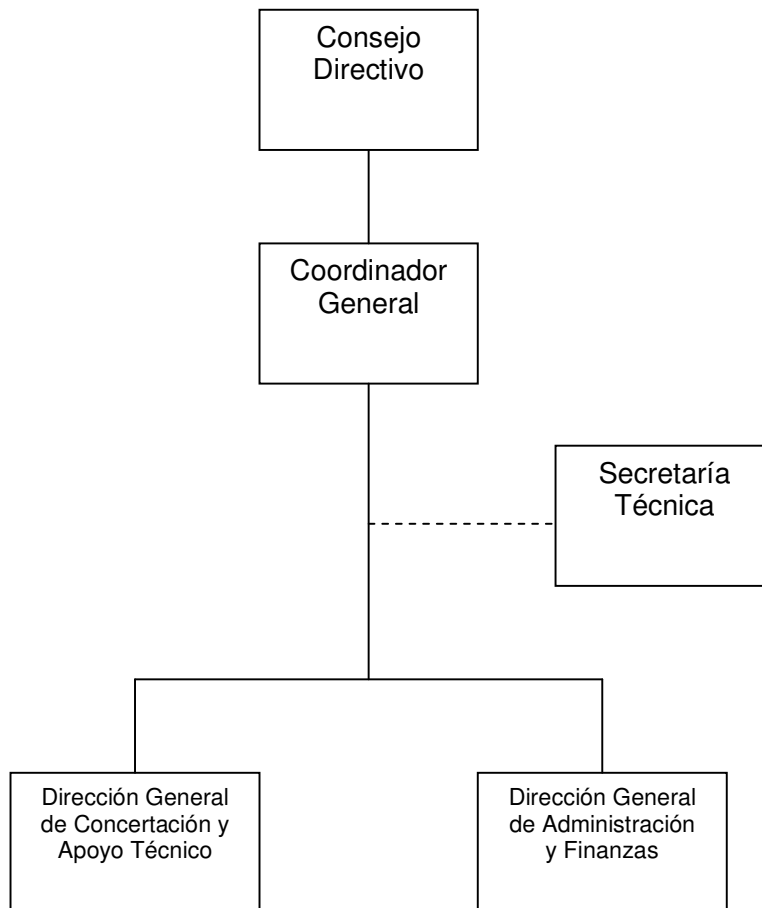 Consejo
Directivo
Coordinador
General
Secretaría
Técnica
Dirección General
de Concertación y
Apoyo Técnico
Dirección General
de Administración
y Finanzas